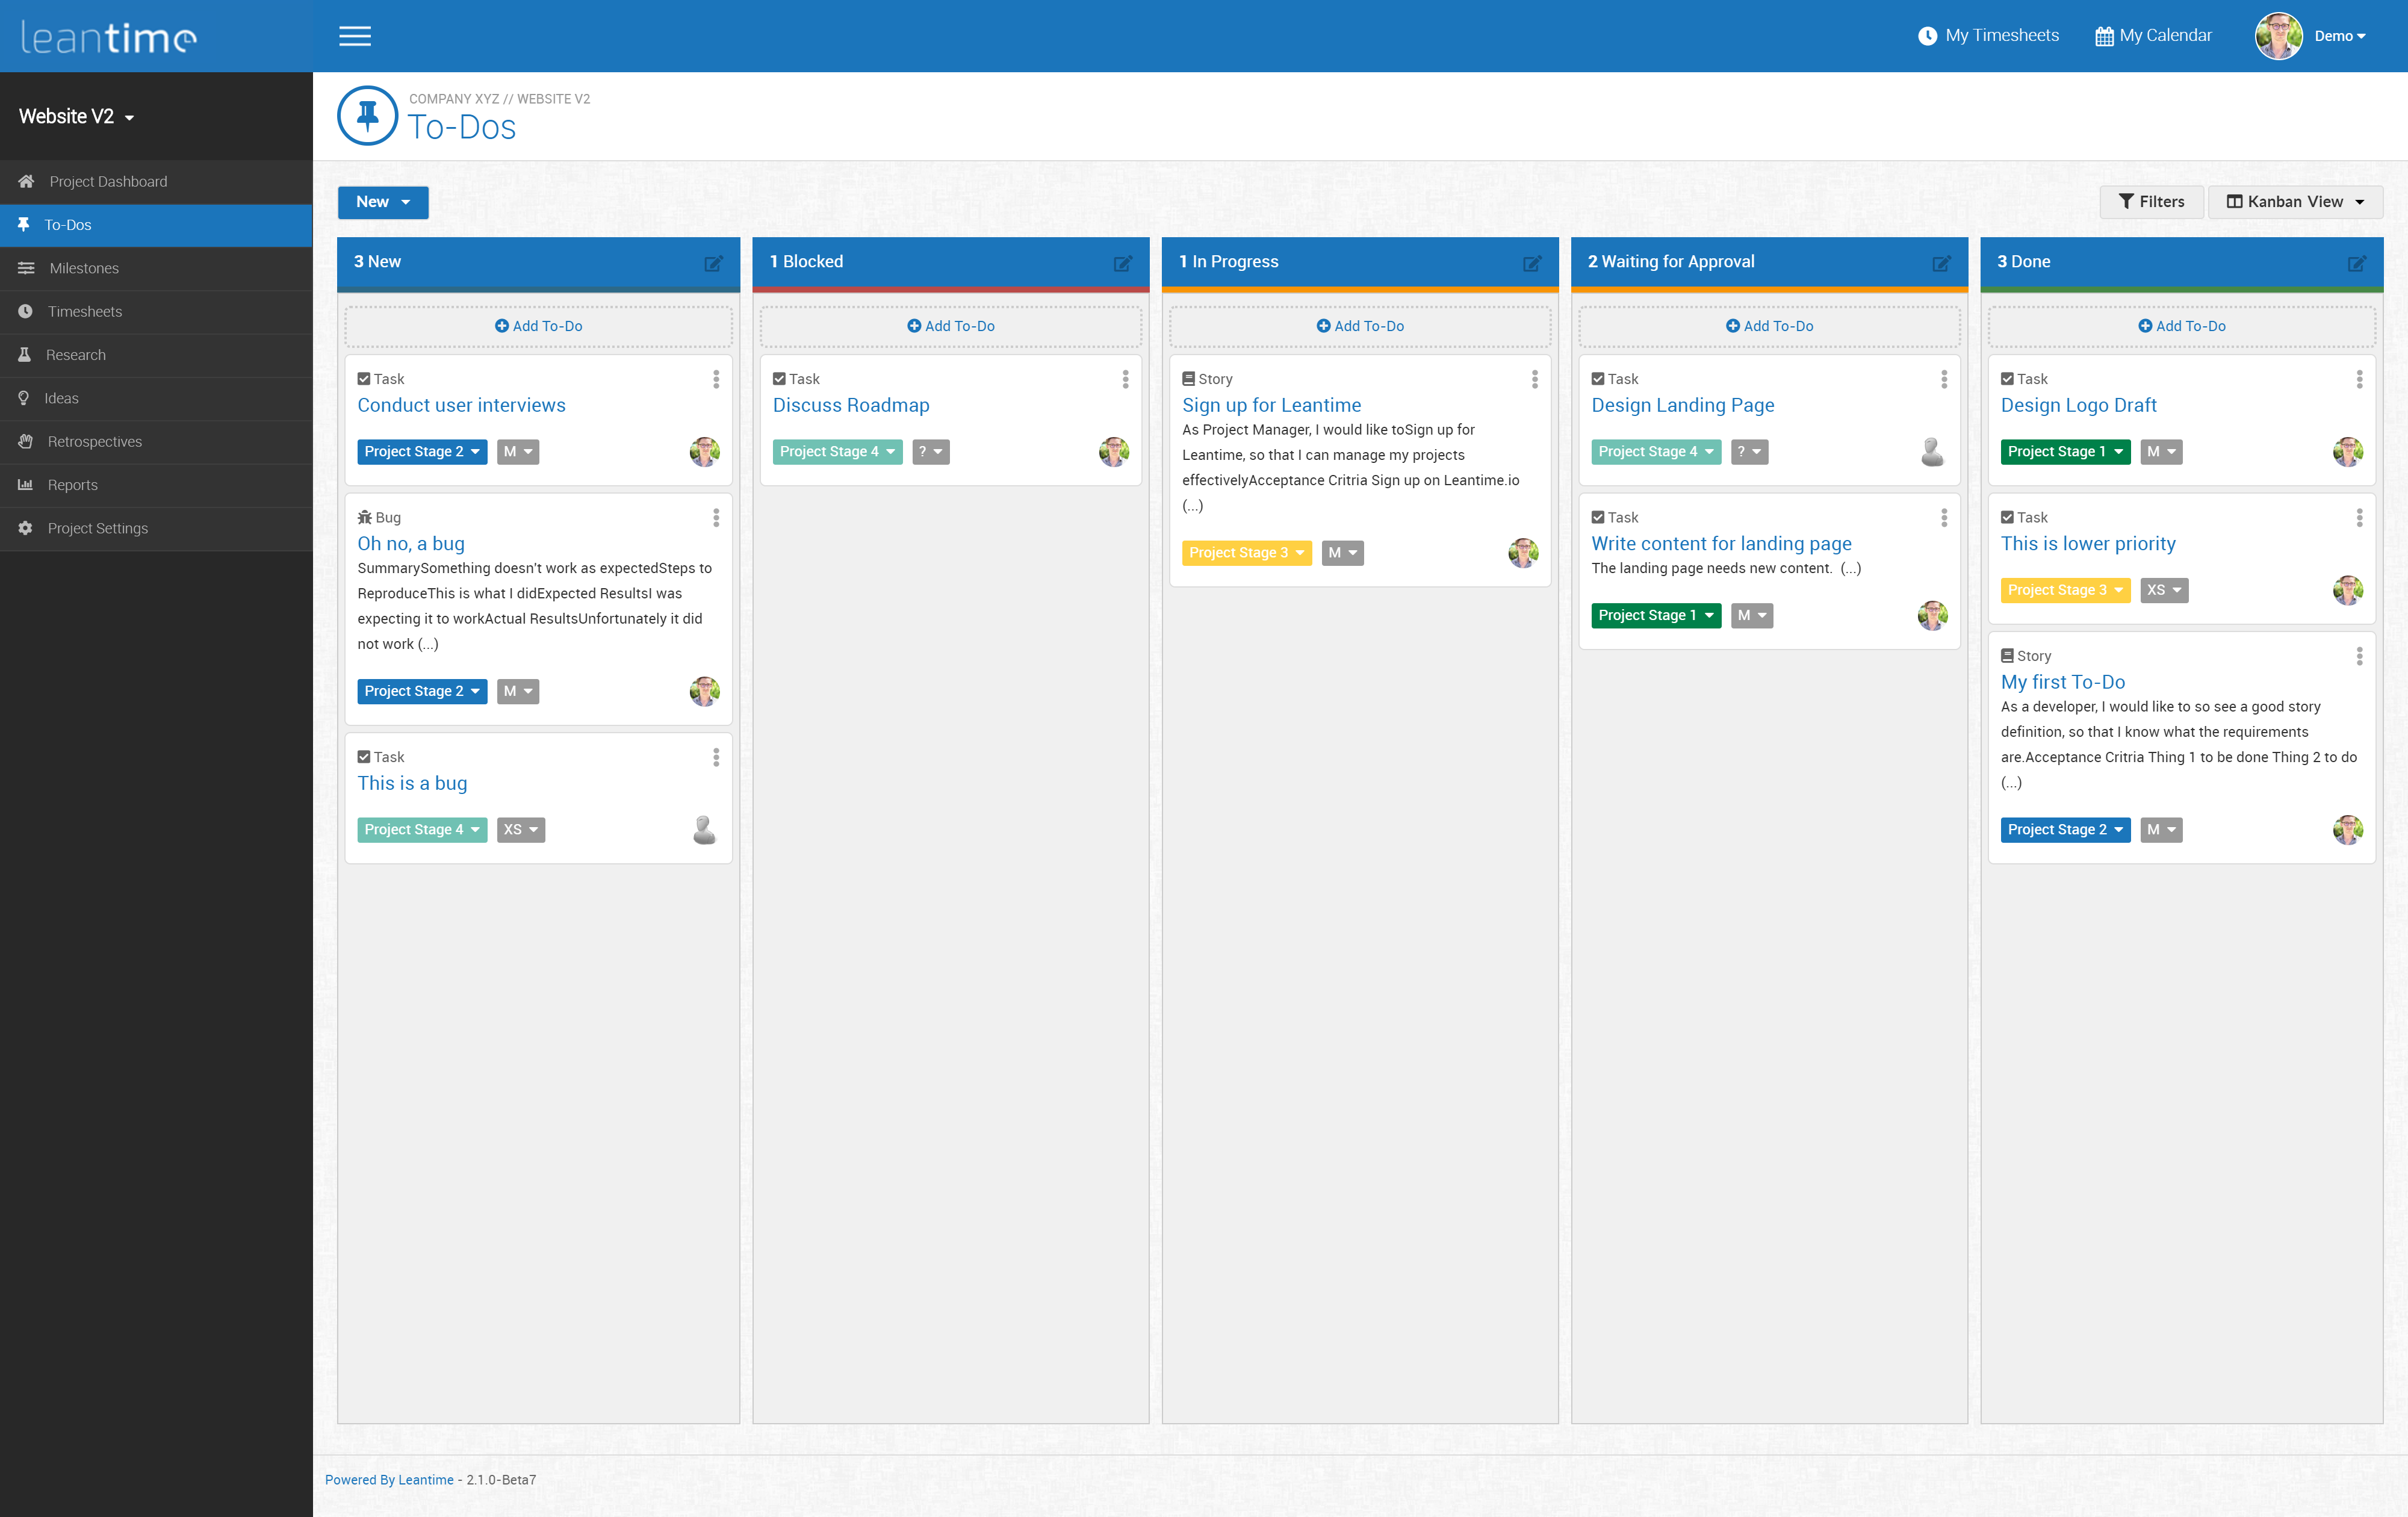 leantime
My Timesheets
My Calendar
Demo
Website V2
Project Dashboard
To-Dos
Milestones
Timesheets
Research
Ideas
Retrospectives
Reports
Project Settings
COMPANY XYZ // WEBSITE V2
To-Dos
New
Filters
Kanban View
3 New
Add To-Do
Task
Conduct user interviews
Project Stage 2
M
Bug
Oh no, a bug
SummarySomething doesn't work as expectedSteps to
ReproduceThis is what I didExpected ResultsI was
expecting it to workActual ResultsUnfortunately it did
not work (...)
Project Stage 2
M
Task
This is a bug
Project Stage 4
XS
1 Blocked
Add To-Do
Task
Discuss Roadmap
Project Stage 4
?
1 In Progress
Add To-Do
Story
Sign up for Leantime
As Project Manager, I would like toSign up for
Leantime, so that I can manage my projects
effectivelyAcceptance Critria Sign up on Leantime.io
(...)
Project Stage 3
M
2 Waiting for Approval
Add To-Do
Task
Design Landing Page
Project Stage 4
?
Task
Write content for landing page
The landing page needs new content.  (...)
Project Stage 1
M
3 Done
Add To-Do
Task
Design Logo Draft
Project Stage 1
M
Task
This is lower priority
Project Stage 3
XS
Story
My first To-Do
As a developer, I would like to so see a good story
definition, so that I know what the requirements
are.Acceptance Critria Thing 1 to be done Thing 2 to do
(...)
Project Stage 2
M
Powered By Leantime - 2.1.0-Beta7